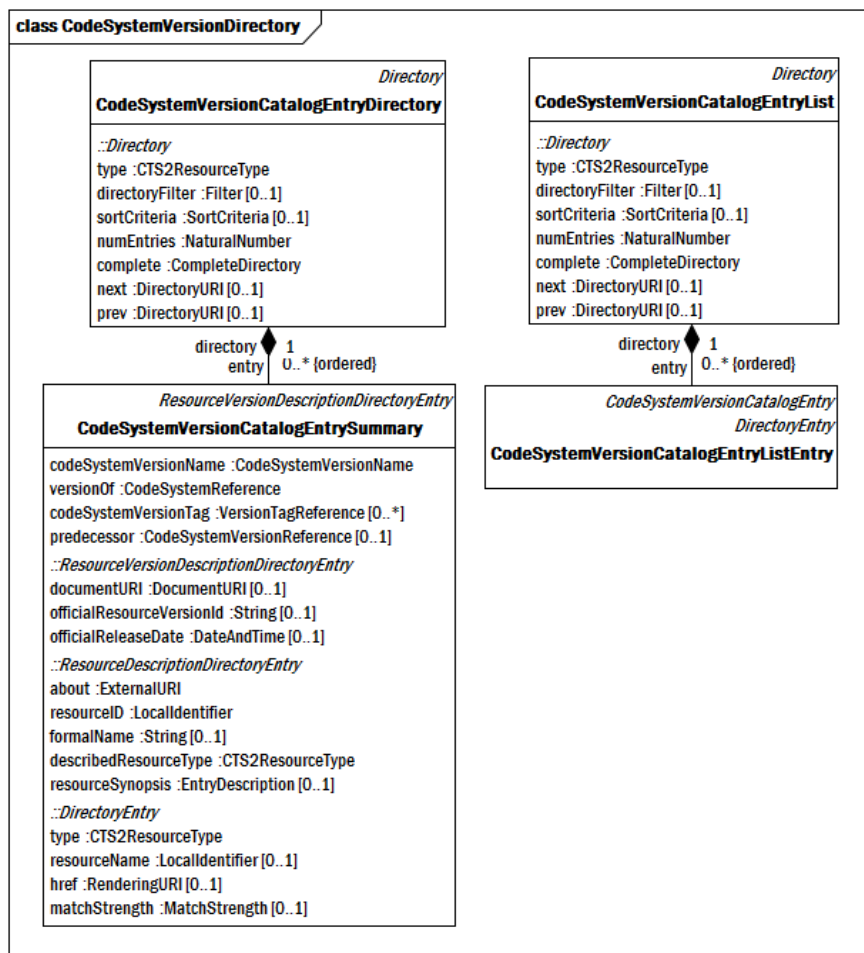 class CodeSystemVersionDirectory
Directory
CodeSystemVersionCatalogEntryDirectory
::Directory
type :CTS2ResourceType
directoryFilter :Filter [0..1]
sortCriteria :SortCriteria [0..1]
numEntries :NaturalNumber
complete :CompleteDirectory
next :DirectoryURI [0..1]
prev :DirectoryURI [0..1]
directory 1
entry 0..* {ordered}
ResourceVersionDescriptionDirectoryEntry
CodeSystemVersionCatalogEntrySummary
codeSystemVersionName :CodeSystemVersionName
versionOf :CodeSystemReference
codeSystemVersionTag :VersionTagReference [0..*]
predecessor :CodeSystemVersionReference [0..1]
::ResourceVersionDescriptionDirectoryEntry
documentURI :DocumentURI [0..1]
officialResourceVersionId :String [0..1]
officialReleaseDate :DateAndTime [0..1]
::ResourceDescriptionDirectoryEntry
about :ExternalURI
resourceID :LocalIdentifier
formalName :String [0..1]
describedResourceType :CTS2ResourceType
resourceSynopsis :EntryDescription [0..1]
::DirectoryEntry
type :CTS2ResourceType
resourceName :LocalIdentifier [0..1]
href :RenderingURI [0..1]
matchStrength :MatchStrength [0..1]
Directory
CodeSystemVersionCatalogEntryList
::Directory
type :CTS2ResourceType
directoryFilter :Filter [0..1]
sortCriteria :SortCriteria [0..1]
numEntries :NaturalNumber
complete :CompleteDirectory
next :DirectoryURI [0..1]
prev :DirectoryURI [0..1]
directory 1
entry 0..* {ordered}
CodeSystemVersionCatalogEntry
DirectoryEntry
CodeSystemVersionCatalogEntryListEntry